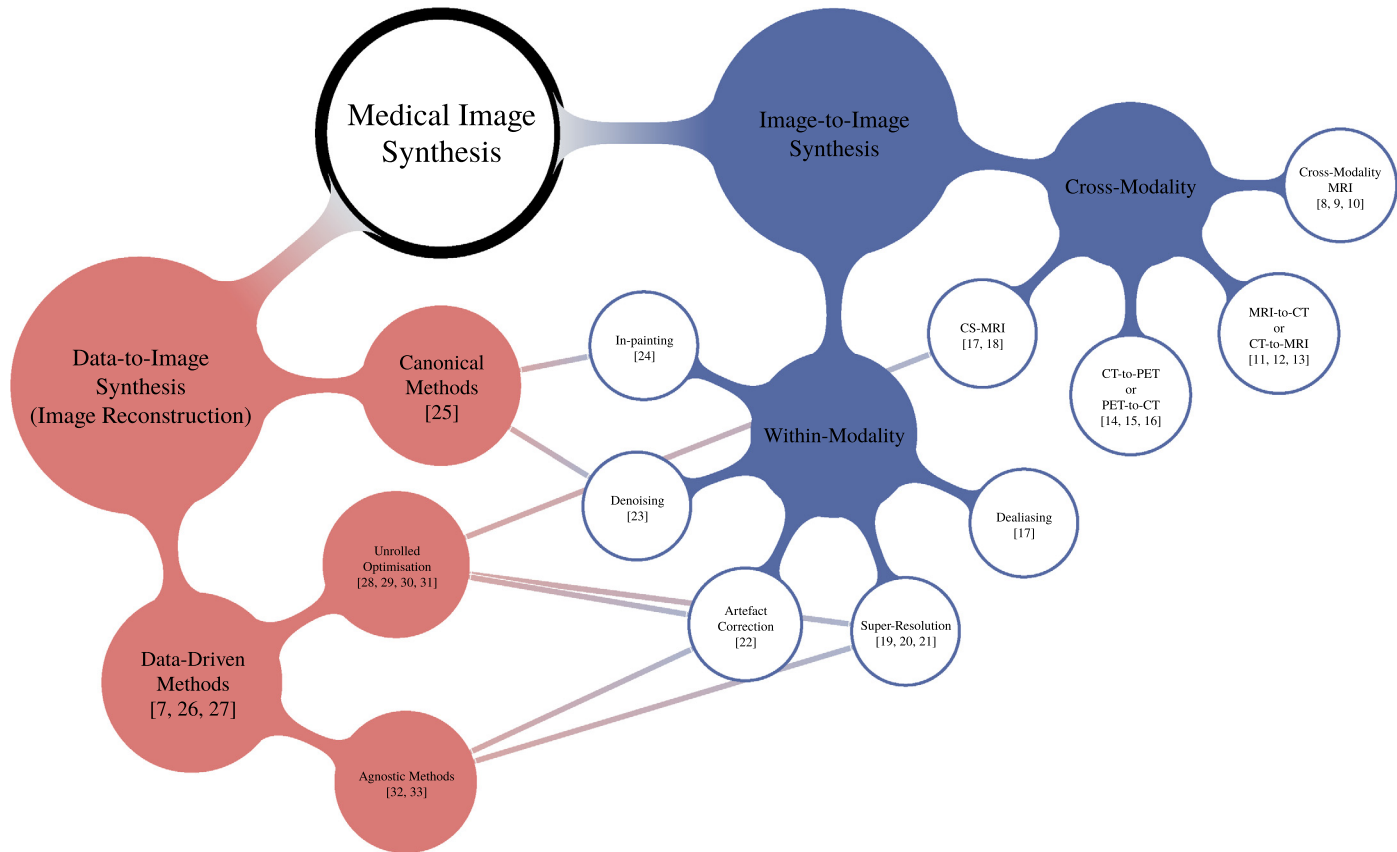 Medical Image
Synthesis
Image-to-Image
Synthesis
Cross-Modality
Cross-Modality
MRI
[8, 9, 10]
MRI-to-CT
or
CT-to-MRI
[11, 12, 13]
CT-to-PET
or
PET-to-CT
[14, 15, 16]
CS-MRI
[17, 18]
Within-Modality
In-painting
[24]
Denoising
[23]
Artefact
Correction
[22]
Super-Resolution
[19, 20, 21]
Dealiasing
[17]
Data-to-Image
Synthesis
(Image Reconstruction)
Canonical
Methods
[25]
Data-Driven
Methods
[7, 26, 27]
Unrolled
Optimisation
[28, 29, 30, 31]
Agnostic Methods
[32, 33]